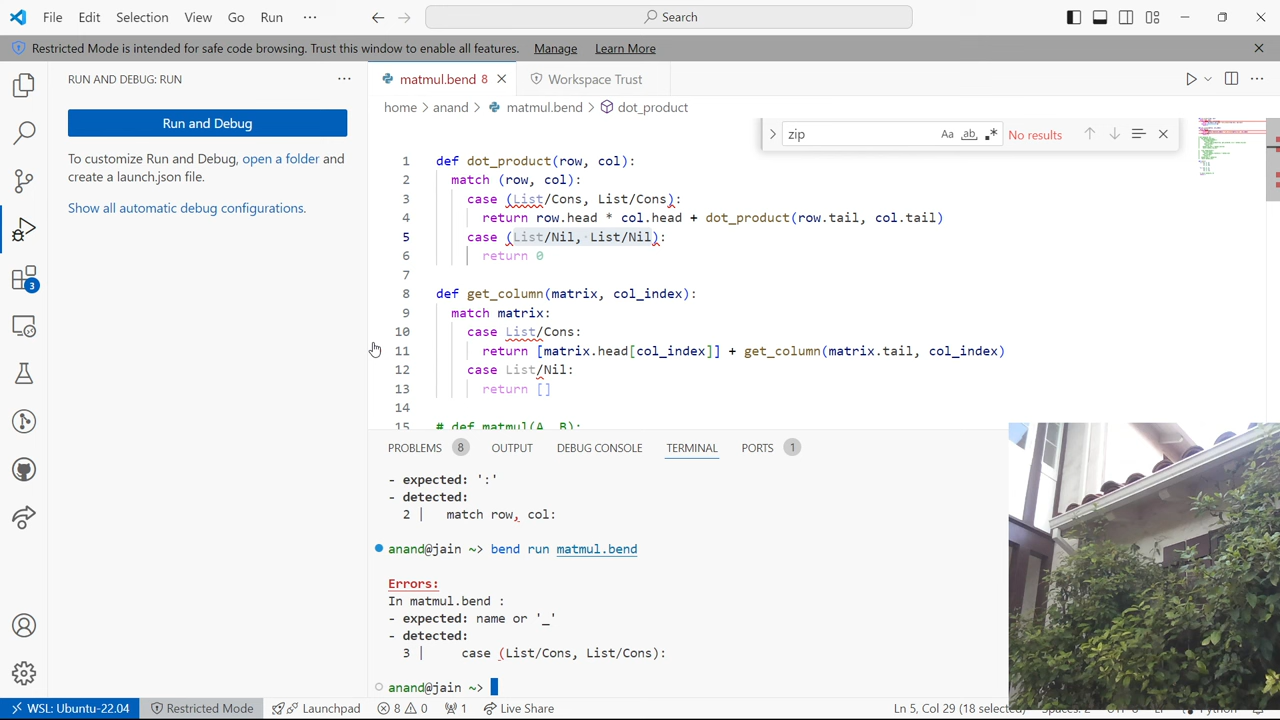 File Edit Selection View Go Run ··· Search
Restricted Mode is intended for safe code browsing. Trust this window to enable all features. Manage Learn More
RUN AND DEBUG: RUN
Run and Debug
To customize Run and Debug, open a folder and
create a launch.json file.
Show all automatic debug configurations.
3
matmul.bend 8 Workspace Trust
home > anand > matmul.bend > dot_product
zip Aa ab No results
1 def dot_product(row, col):
2 match (row, col):
3 case (List/Cons, List/Cons):
4 return row.head * col.head + dot_product(row.tail, col.tail)
5 case (List/Nil, List/Nil):
6 return 0
7
8 def get_column(matrix, col_index):
9 match matrix:
10 case List/Cons:
11 return [matrix.head[col_index]] + get_column(matrix.tail, col_index)
12 case List/Nil:
13 return []
14
15 # def matmul(A, B):
PROBLEMS 8 OUTPUT DEBUG CONSOLE TERMINAL PORTS 1
- expected: ':'
- detected:
2 | match row, col:
anand@jain ~> bend run matmul.bend
Errors:
In matmul.bend :
- expected: name or '_'
- detected:
3 | case (List/Cons, List/Cons):
anand@jain ~>
WSL: Ubuntu-22.04 Restricted Mode Launchpad 8 0 1 Live Share Ln 5, Col 29 (18 selected)